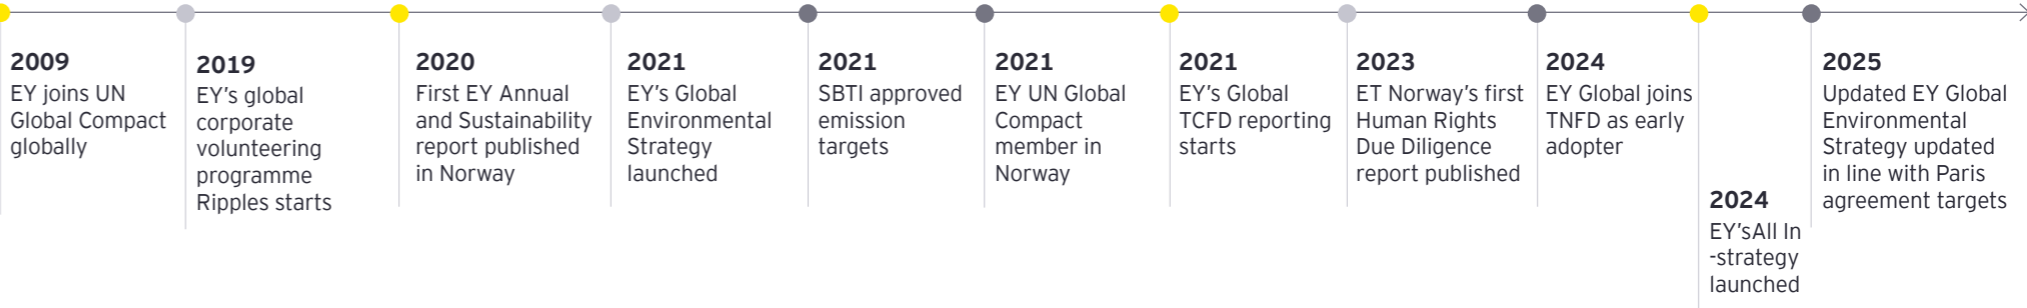 2009
EY joins UN
Global Compact
globally
2019
EY's global
corporate
volunteering
programme
Ripples starts
2020
First EY Annual
and Sustainability
report published
in Norway
2021
EY's Global
Environmental
Strategy
launched
2021
SBTI approved
emission
targets
2021
EY UN Global
Compact
member in
Norway
2021
EY's Global
TCFD reporting
starts
2023
ET Norway's first
Human Rights
Due Diligence
report published
2024
EY Global joins
TNFD as early
adopter
2024
EY'sAll In
-strategy
launched
2025
Updated EY Global
Environmental
Strategy updated
in line with Paris
agreement targets